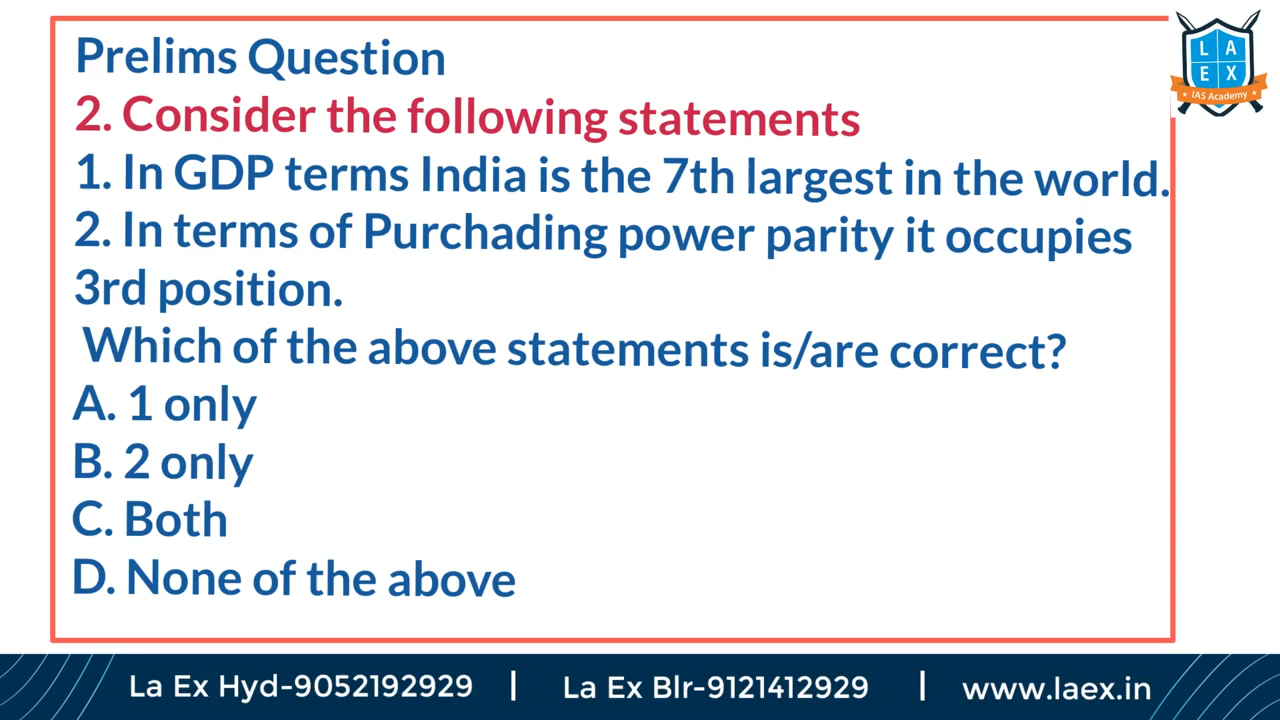 Prelims Question
2. Consider the following statements
1. In GDP terms India is the 7th largest in the world.
2. In terms of Purchading power parity it occupies
3rd position.
Which of the above statements is/are correct?
A. 1 only
B. 2 only
C. Both
D. None of the above
L A
E X
IAS Academy
La Ex Hyd-9052192929 | La Ex Blr-9121412929 | www.laex.in